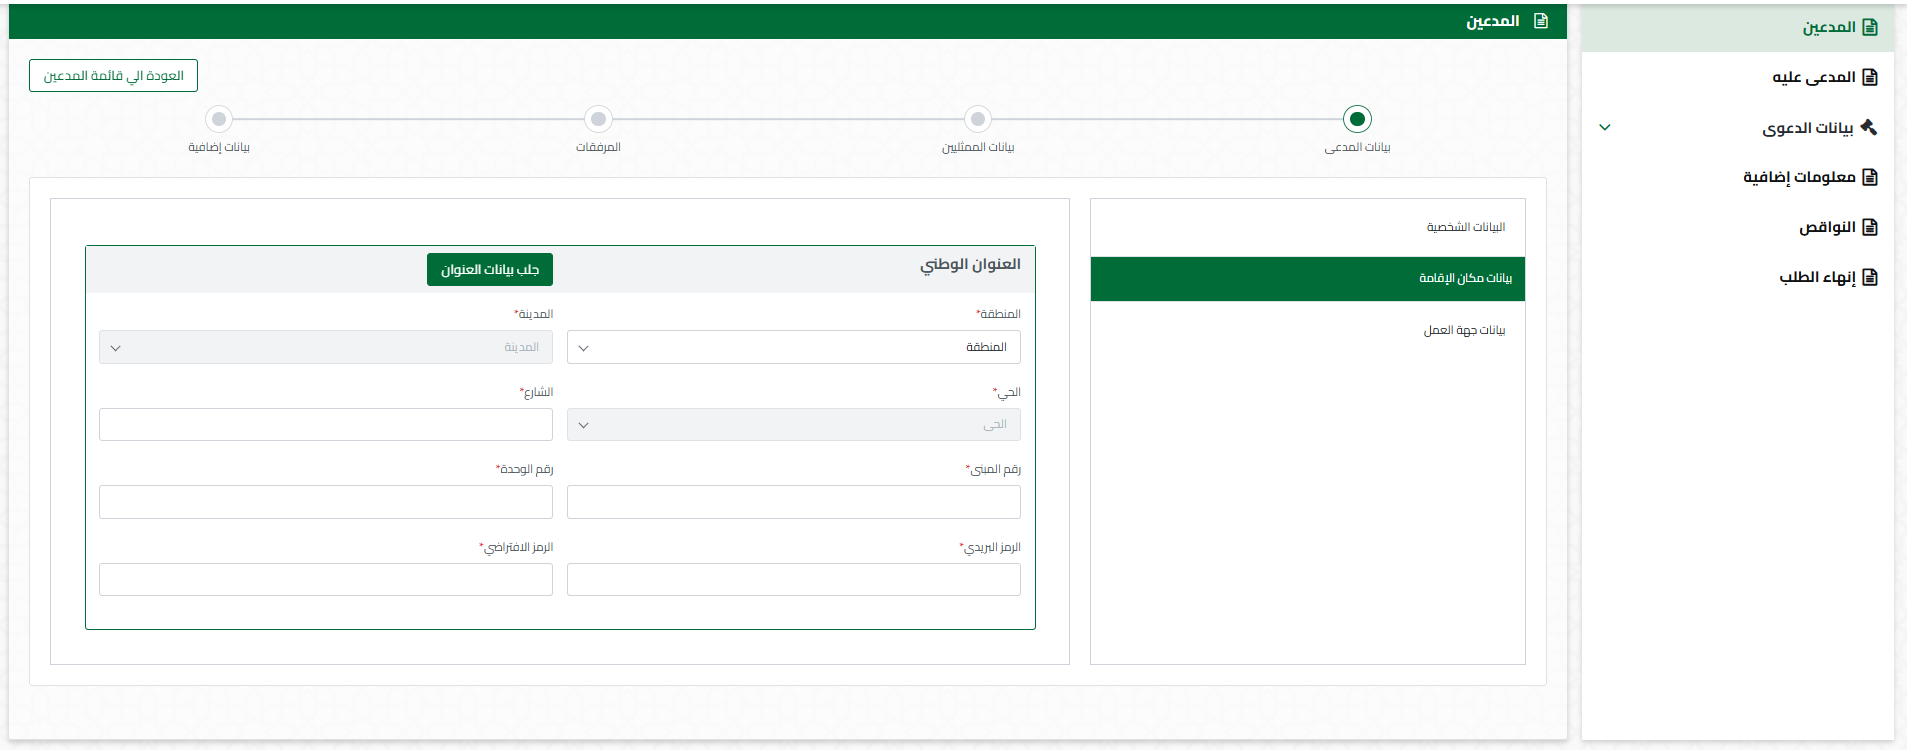 المدعين
المدعى عليه
بيانات الدعوى
معلومات إضافية
النواقص
إنهاء الطلب
المدعين
العودة الي قائمة المدعين
بيانات المدعى
بيانات الممثليين
المرفقات
بيانات إضافية
البيانات الشخصية
بيانات مكان الإقامة
بيانات جهة العمل
العنوان الوطني
جلب بيانات العنوان
المنطقة*
المدينة*
المنطقة
المدينة
الحي*
الشارع*
الحى
رقم المبنى*
رقم الوحدة*
الرمز البريدي*
الرمز الافتراضي*